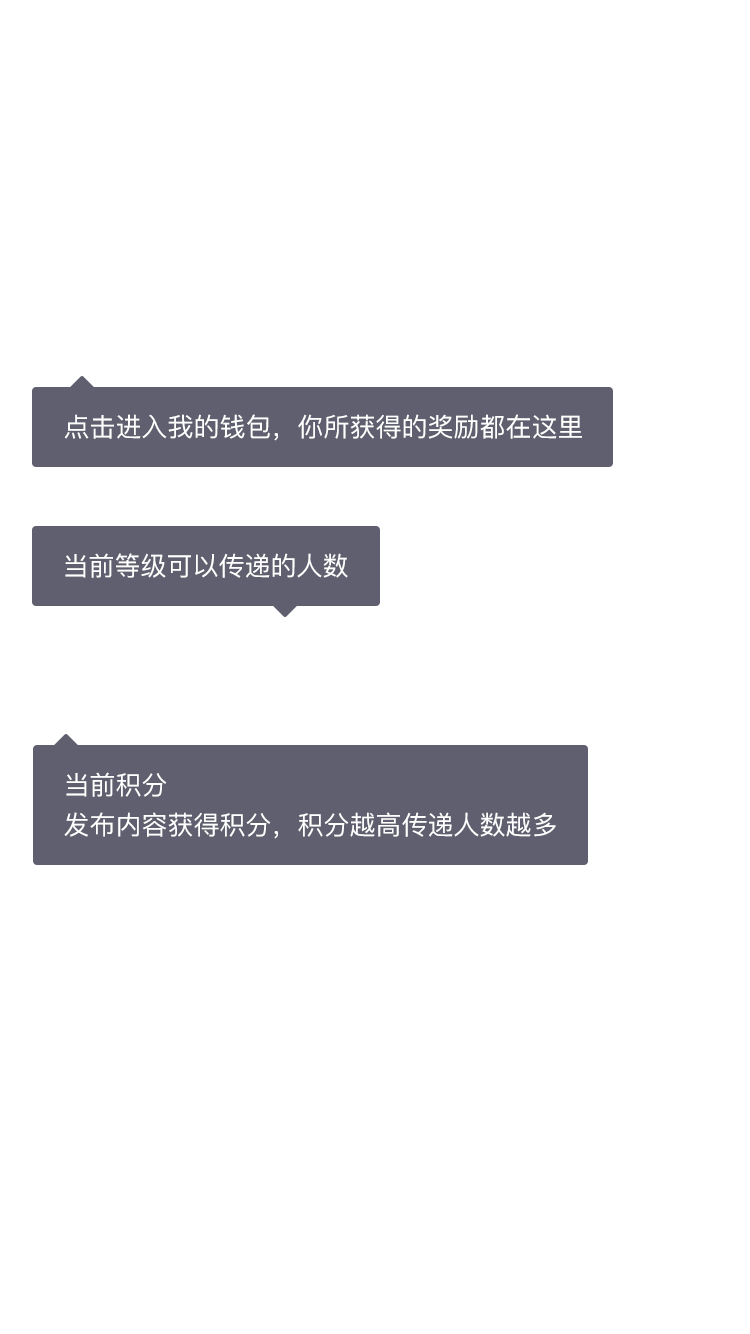 点击进入我的钱包，你所获得的奖励都在这里
当前等级可以传递的人数
当前积分
发布内容获得积分，积分越高传递人数越多